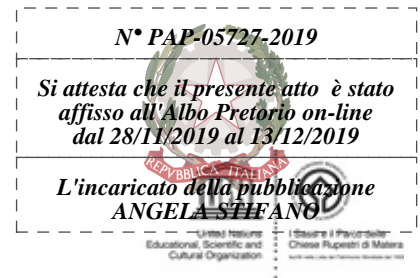 N° PAP-05727-2019
Si attesta che il presente atto è stato
affisso all'Albo Pretorio on-line
dal 28/11/2019 al 13/12/2019
REPVBBLICA ITALIANA
L'incaricato della pubblicazione
ANGELA STIFANO
United Nations
Educational, Scientific and
Cultural Organization
I Sassi e il Parco delle
Chiese Rupestri di Matera